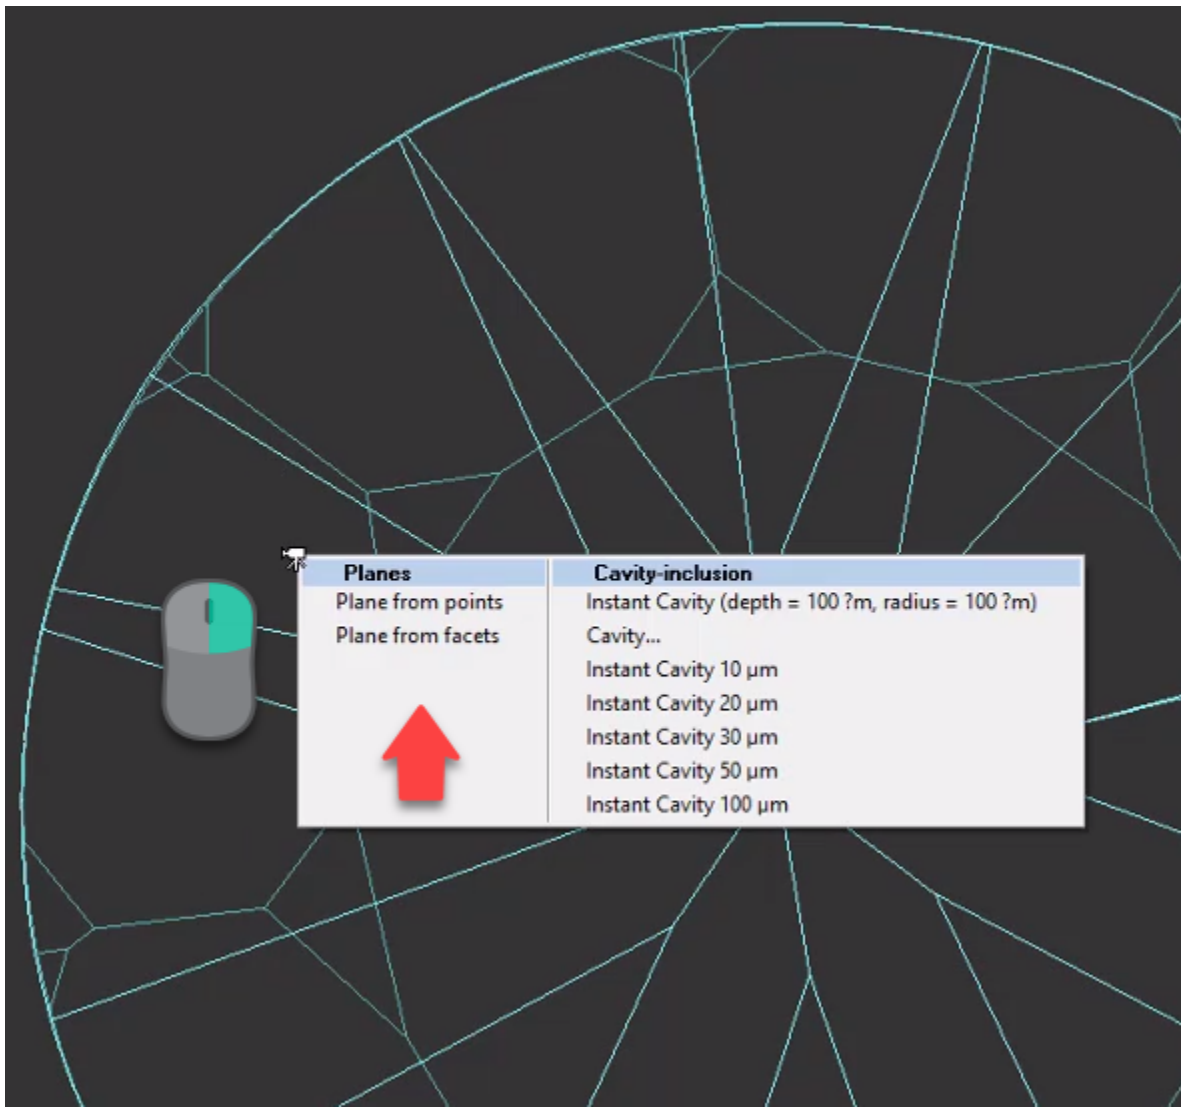 Planes
Plane from points
Plane from facets
Cavity-inclusion
Instant Cavity (depth = 100 ?m, radius = 100 ?m)
Cavity...
Instant Cavity 10 µm
Instant Cavity 20 µm
Instant Cavity 30 µm
Instant Cavity 50 µm
Instant Cavity 100 µm